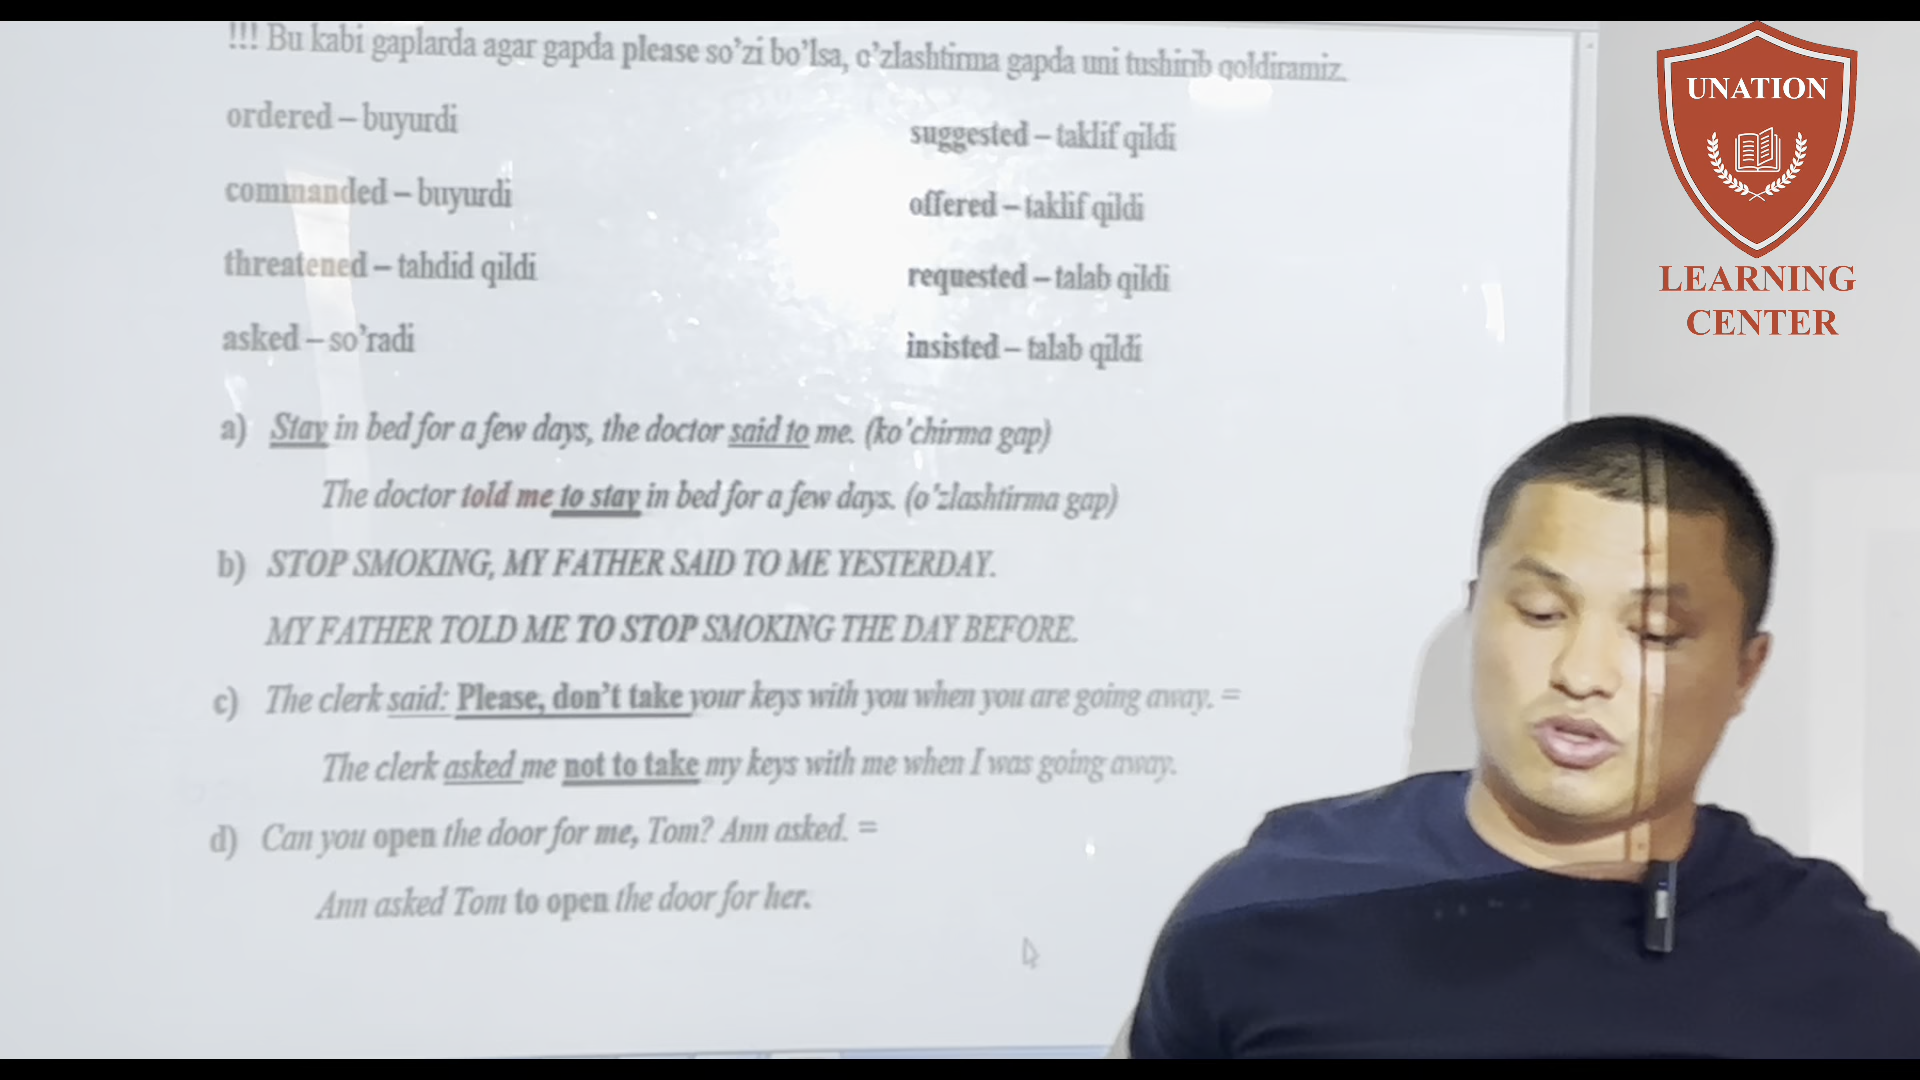 !!! Bu kabi gaplarda agar gapda please so’zi bo’lsa, o’zlashtirma gapda uni tushirib qoldiramiz.
ordered – buyurdi
commanded – buyurdi
threatened – tahdid qildi
asked – so’radi
suggested – taklif qildi
offered – taklif qildi
requested – talab qildi
insisted – talab qildi
a) Stay in bed for a few days, the doctor said to me. (ko’chirma gap)
The doctor told me to stay in bed for a few days. (o’zlashtirma gap)
b) STOP SMOKING, MY FATHER SAID TO ME YESTERDAY.
MY FATHER TOLD ME TO STOP SMOKING THE DAY BEFORE.
c) The clerk said: Please, don’t take your keys with you when you are going away. =
The clerk asked me not to take my keys with me when I was going away.
d) Can you open the door for me, Tom? Ann asked. =
Ann asked Tom to open the door for her.
UNATION
LEARNING
CENTER